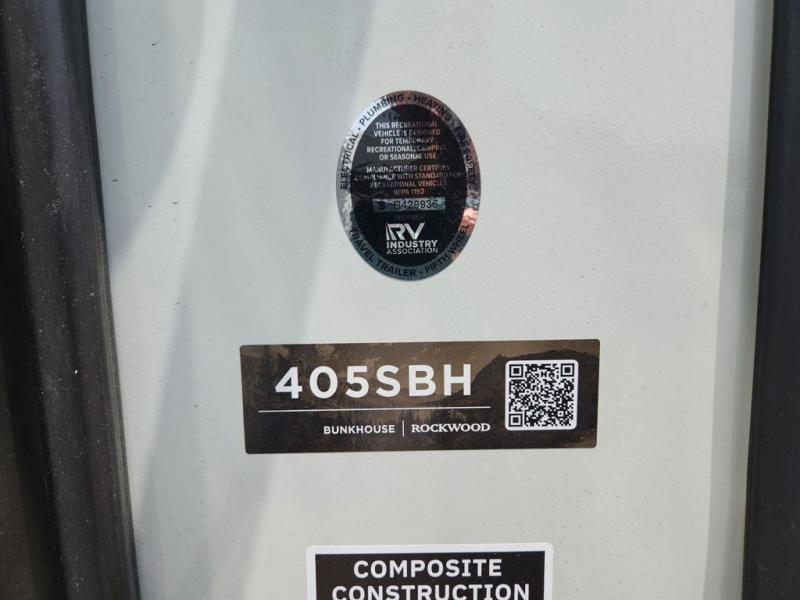 ELECTRICAL • PLUMBING • HEATING •
THIS RECREATIONAL
VEHICLE IS DESIGNED
FOR TEMPORARY
RECREATIONAL, CAMPING,
OR SEASONAL USE
MANUFACTURER CERTIFIES
COMPLIANCE WITH STANDARD FOR
RECREATIONAL VEHICLES
NFPA 1192
MEMBER
RV
INDUSTRY
ASSOCIATION
TRAVEL TRAILER • FIFTH WHEEL
405SBH
BUNKHOUSE | ROCKWOOD
COMPOSITE
CONSTRUCTION